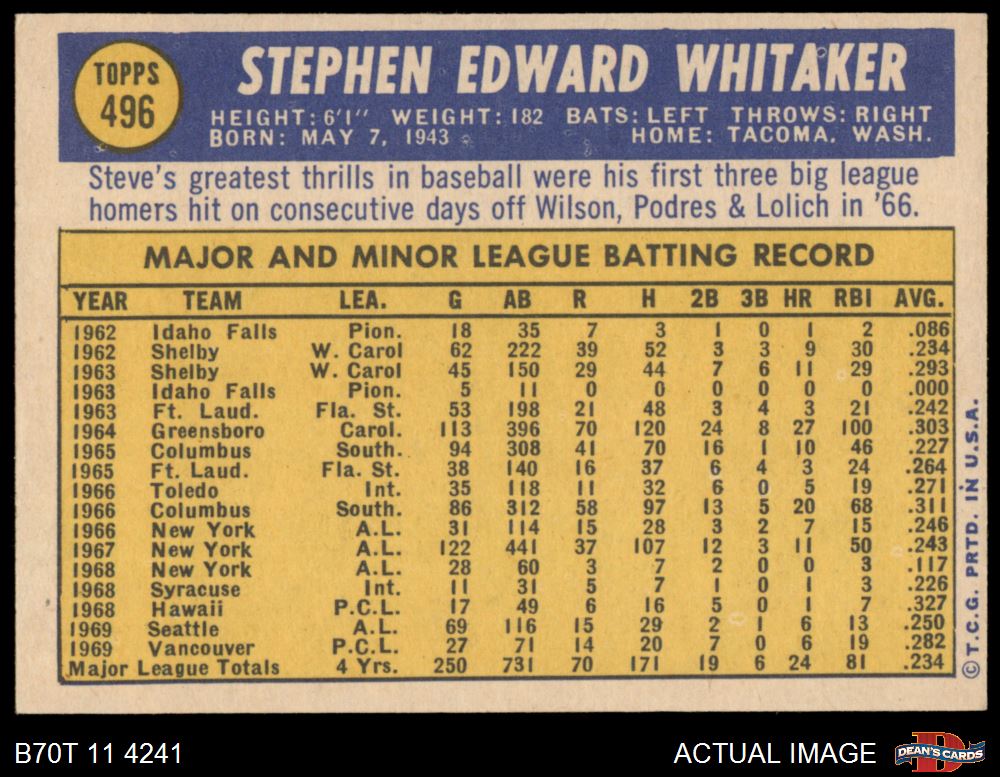 TOPPS
496
STEPHEN EDWARD WHITAKER
HEIGHT: 6'1" WEIGHT: 182 BATS: LEFT THROWS: RIGHT
BORN: MAY 7, 1943 HOME: TACOMA, WASH.
Steve's greatest thrills in baseball were his first three big league
homers hit on consecutive days off Wilson, Podres & Lolich in '66.
MAJOR AND MINOR LEAGUE BATTING RECORD
YEAR TEAM LEA. G AB R H 2B 3B HR RBI AVG.
1962 Idaho Falls Pion. 18 35 7 3 1 0 1 2 .086
1962 Shelby W. Carol 62 222 39 52 3 3 9 30 .234
1963 Shelby W. Carol 45 150 29 44 7 6 11 29 .293
1963 Idaho Falls Pion. 5 11 0 0 0 0 0 0 .000
1963 Ft. Laud. Fla. St. 53 198 21 48 3 4 3 21 .242
1964 Greensboro Carol. 113 396 70 120 24 8 27 100 .303
1965 Columbus South. 94 308 41 70 16 1 10 46 .227
1965 Ft. Laud. Fla. St. 38 140 16 37 6 4 3 24 .264
1966 Toledo Int. 35 118 11 32 6 0 5 19 .271
1966 Columbus South. 86 312 58 97 13 5 20 68 .311
1966 New York A.L. 31 114 15 28 3 2 7 15 .246
1967 New York A.L. 122 441 37 107 12 3 11 50 .243
1968 New York A.L. 28 60 3 7 2 0 0 3 .117
1968 Syracuse Int. 11 31 5 7 1 0 1 3 .226
1968 Hawaii P.C.L. 17 49 6 16 5 0 1 7 .327
1969 Seattle A.L. 69 116 15 29 2 1 6 13 .250
1969 Vancouver P.C.L. 27 71 14 20 7 0 6 19 .282
Major League Totals 4 Yrs. 250 731 70 171 19 6 24 81 .234
© T.C.G. PRTD. IN U.S.A.
B70T 11 4241
ACTUAL IMAGE
DEAN'S CARDS